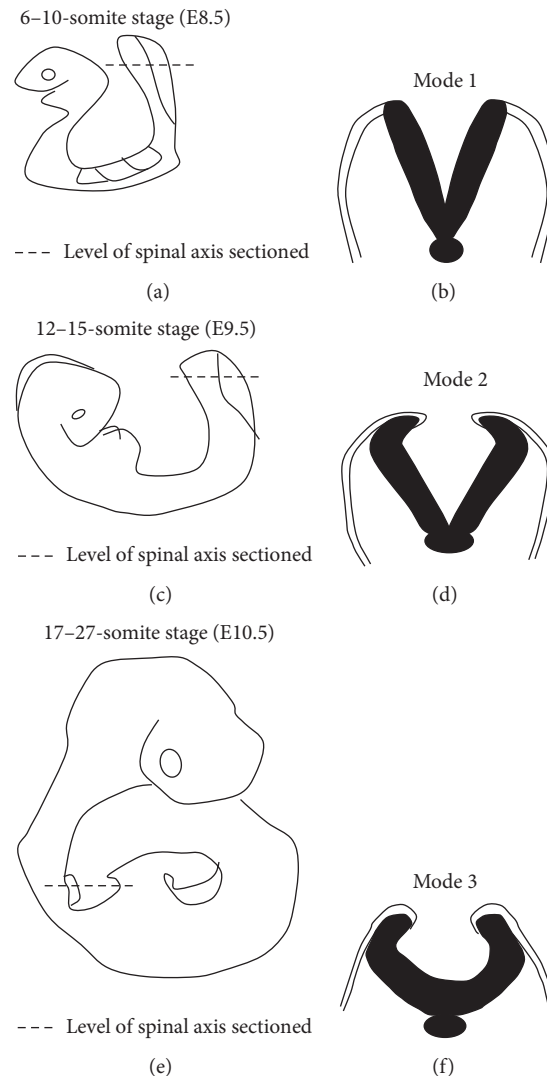 6–10-somite stage (E8.5)
Mode 1
--- Level of spinal axis sectioned
(a)
(b)
12–15-somite stage (E9.5)
Mode 2
--- Level of spinal axis sectioned
(c)
(d)
17–27-somite stage (E10.5)
Mode 3
--- Level of spinal axis sectioned
(e)
(f)